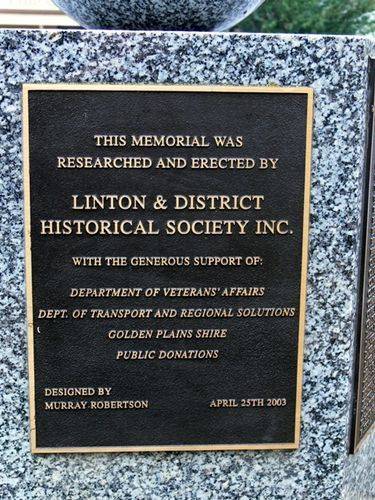 THIS MEMORIAL WAS
RESEARCHED AND ERECTED BY
LINTON & DISTRICT
HISTORICAL SOCIETY INC.
WITH THE GENEROUS SUPPORT OF:
DEPARTMENT OF VETERANS' AFFAIRS
DEPT. OF TRANSPORT AND REGIONAL SOLUTIONS
GOLDEN PLAINS SHIRE
PUBLIC DONATIONS
DESIGNED BY
MURRAY ROBERTSON APRIL 25TH 2003